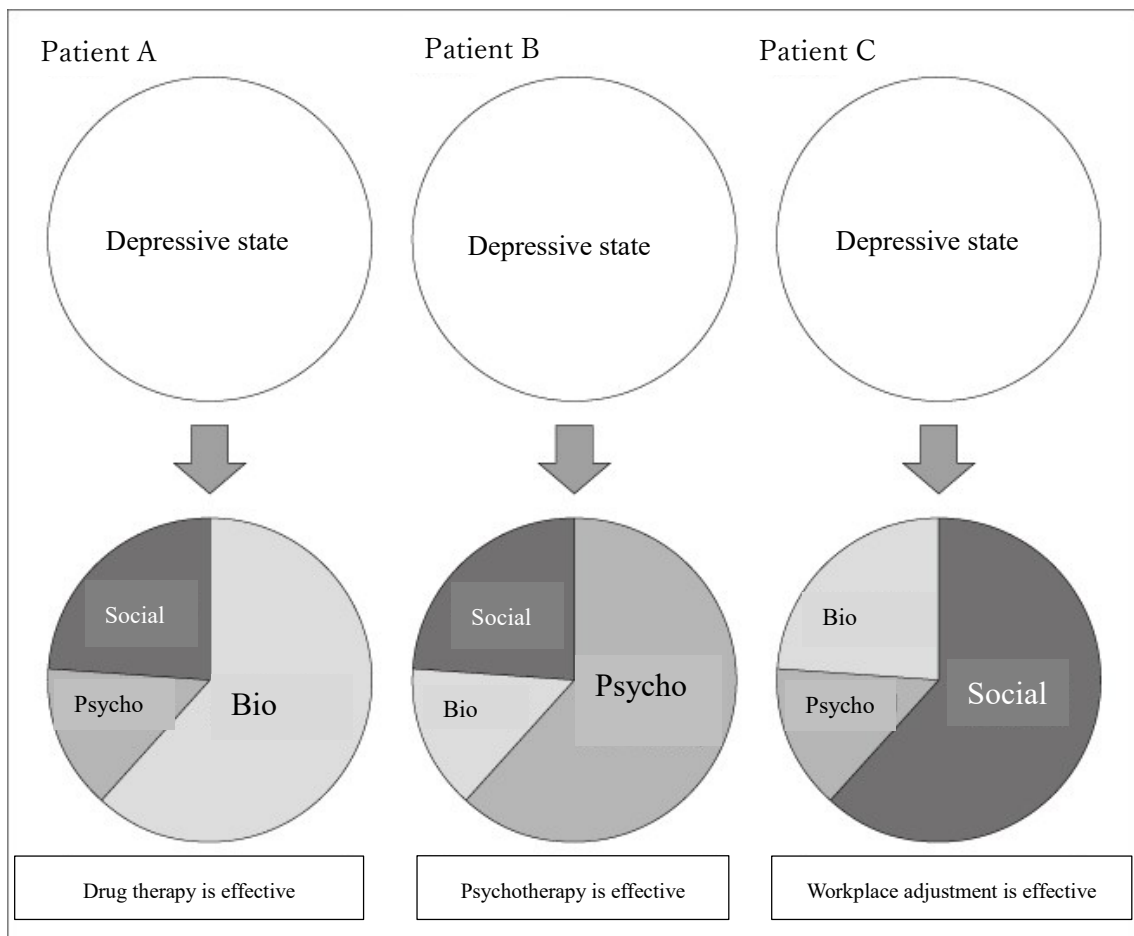 Patient A
Patient B
Patient C
Depressive state
Depressive state
Depressive state
Social
Psycho
Bio
Social
Bio
Psycho
Bio
Psycho
Social
Drug therapy is effective
Psychotherapy is effective
Workplace adjustment is effective